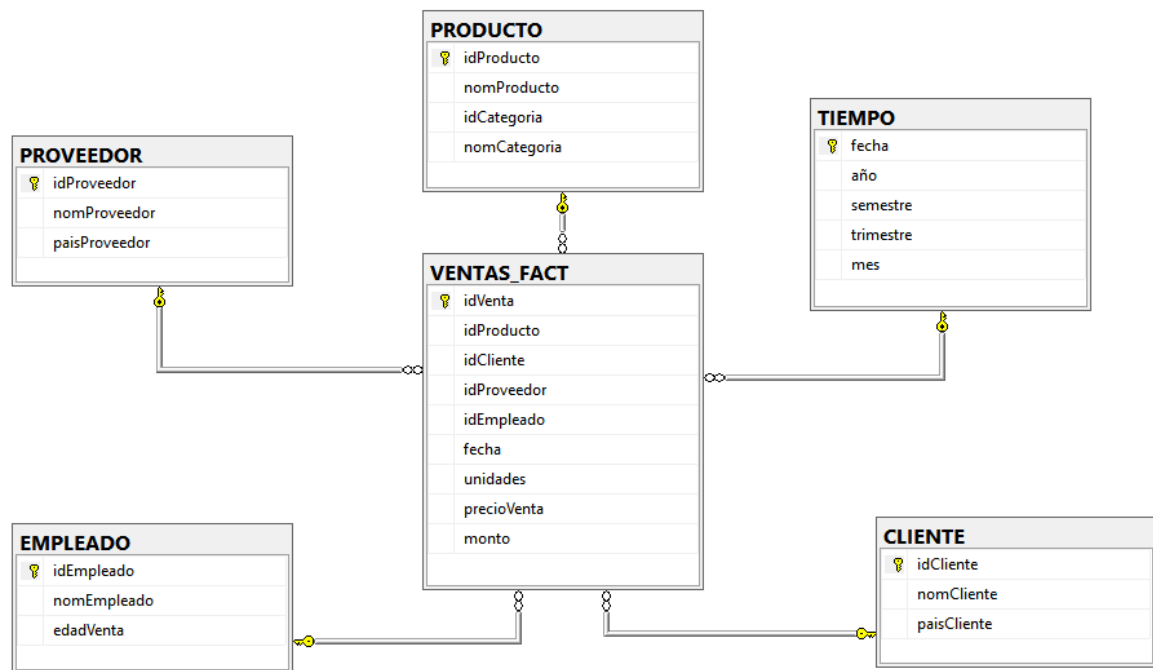 PRODUCTO
idProducto
nomProducto
idCategoria
nomCategoria
TIEMPO
fecha
año
semestre
trimestre
mes
PROVEEDOR
idProveedor
nomProveedor
paisProveedor
VENTAS_FACT
idVenta
idProducto
idCliente
idProveedor
idEmpleado
fecha
unidades
precioVenta
monto
EMPLEADO
idEmpleado
nomEmpleado
edadVenta
CLIENTE
idCliente
nomCliente
paisCliente